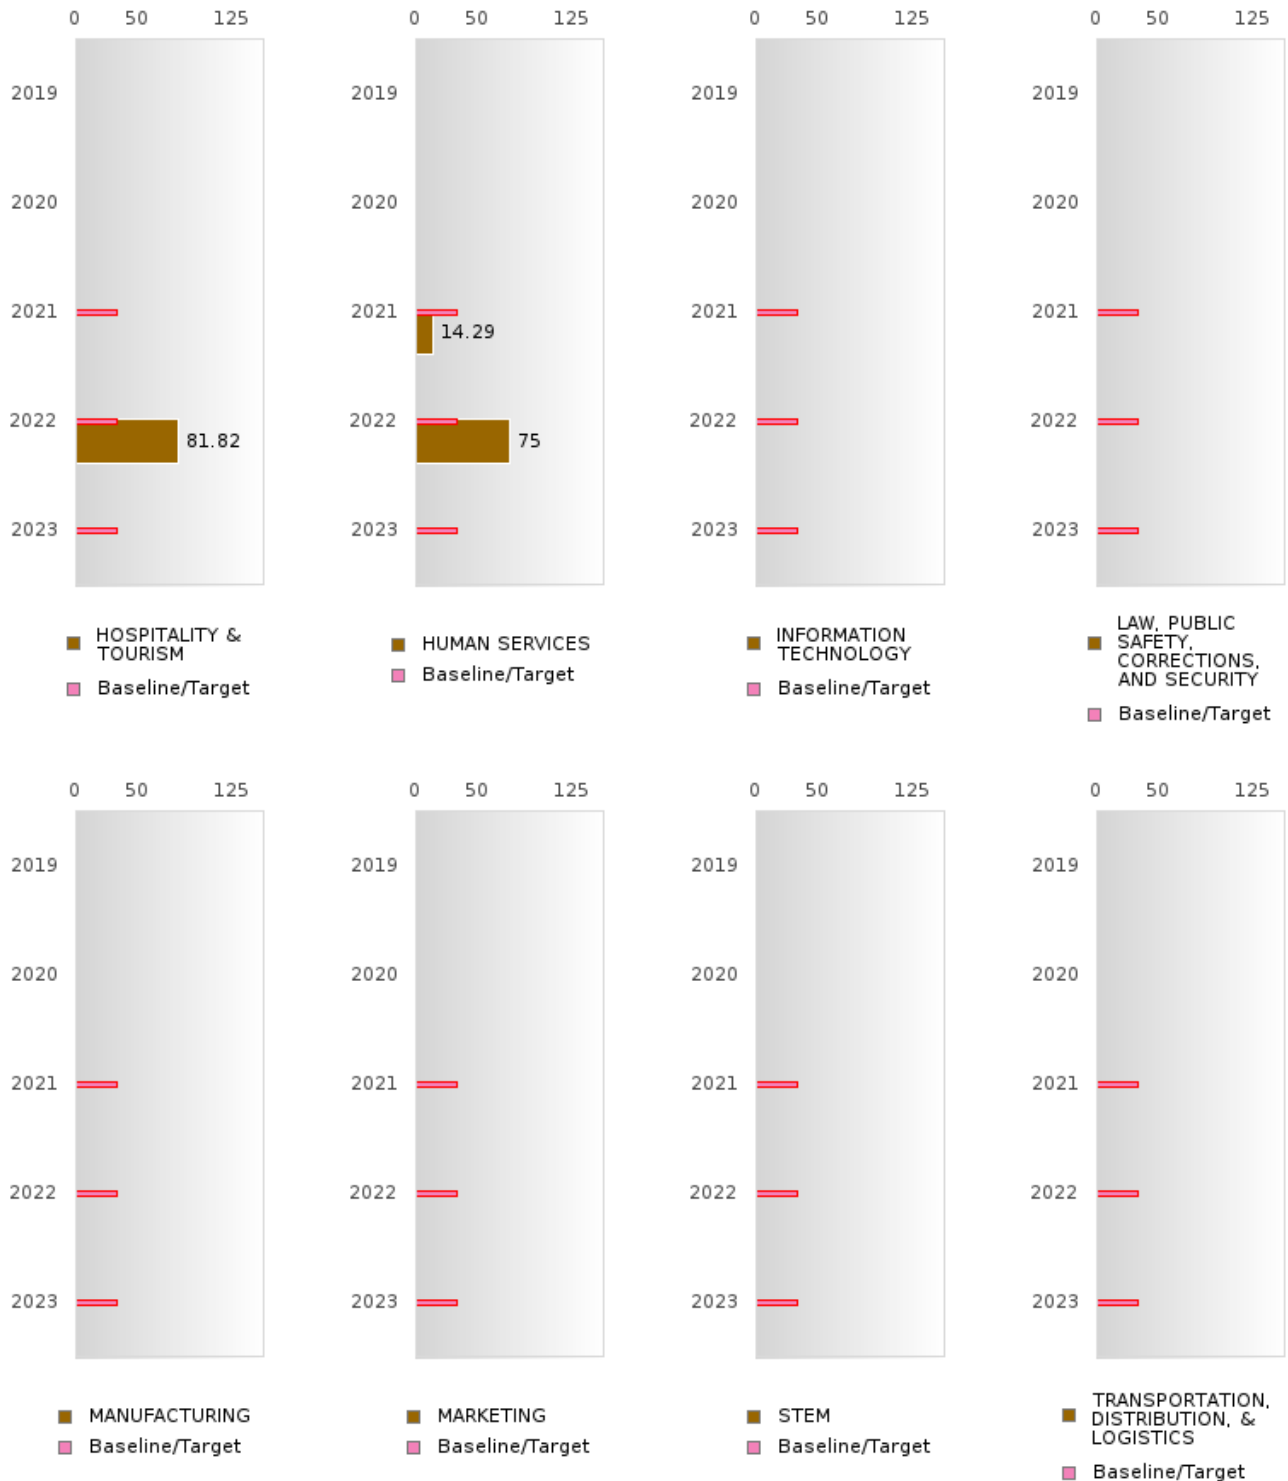 0 50 125
2019
2020
2021
2022
81.82
2023
HOSPITALITY &
TOURISM
Baseline/Target
0 50 125
2019
2020
2021
14.29
2022
75
2023
HUMAN SERVICES
Baseline/Target
0 50 125
2019
2020
2021
2022
2023
INFORMATION
TECHNOLOGY
Baseline/Target
0 50 125
2019
2020
2021
2022
2023
LAW, PUBLIC
SAFETY,
CORRECTIONS,
AND SECURITY
Baseline/Target
0 50 125
2019
2020
2021
2022
2023
MANUFACTURING
Baseline/Target
0 50 125
2019
2020
2021
2022
2023
MARKETING
Baseline/Target
0 50 125
2019
2020
2021
2022
2023
STEM
Baseline/Target
0 50 125
2019
2020
2021
2022
2023
TRANSPORTATION,
DISTRIBUTION, &
LOGISTICS
Baseline/Target